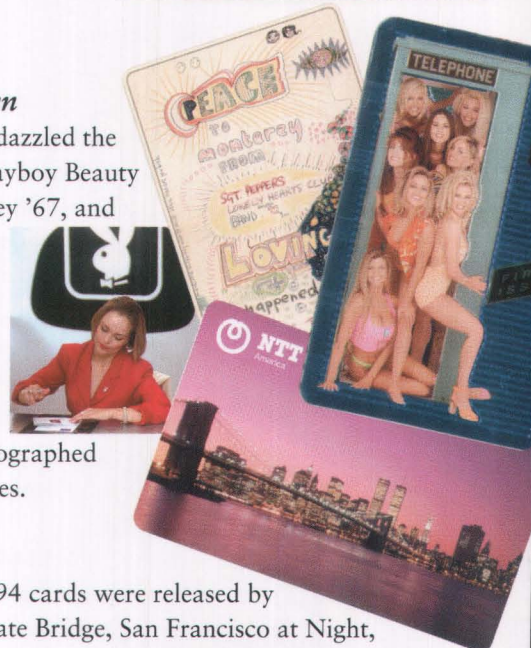 n
dazzled the
ayboy Beauty
ey '67, and
ographed
es.
94 cards were released by
ate Bridge, San Francisco at Night,
PEACE
TO
monterey
FROM
SGT PEPPERS
LONELY HEARTS CLUB
BAND
LOVING
happened
TELEPHONE
NTT
America